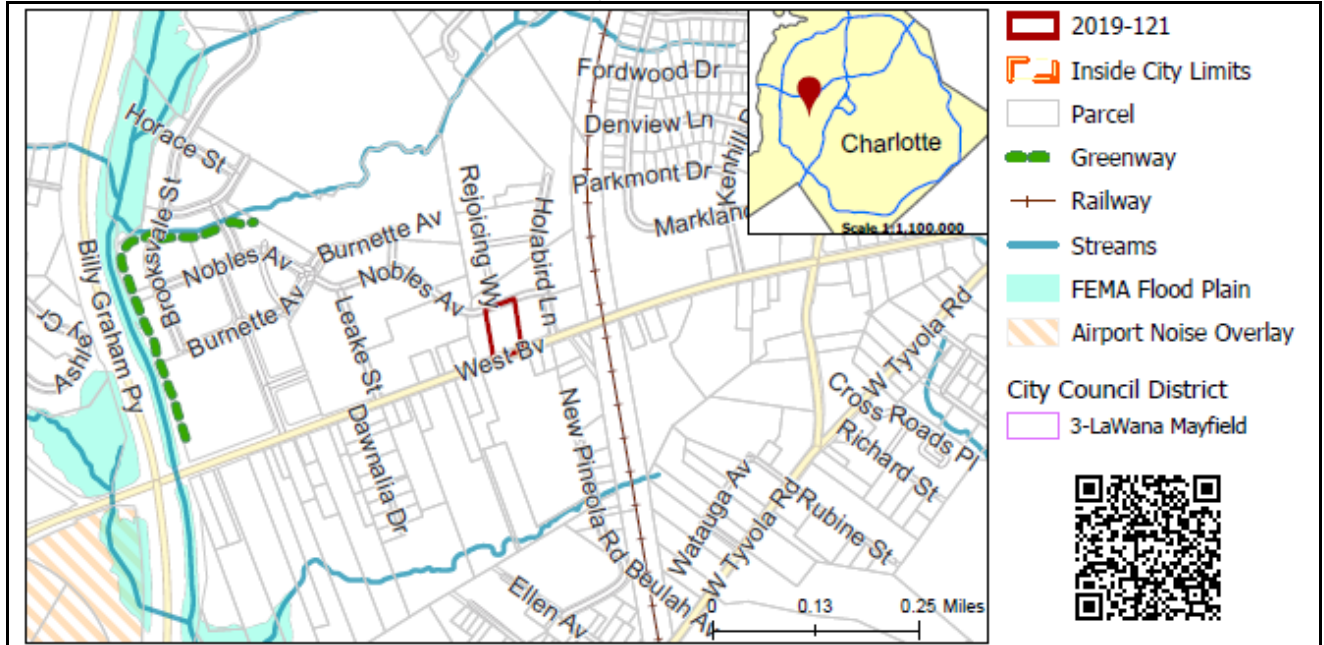 Fordwood Dr
Denview Ln
Parkmont Dr
Kenhill
Markland
Charlotte
Scale 1:1,100,000
Horace St
Brooksvale St
Nobles Av
Burnette Av
Burnette Av
Nobles Av
Rejoicing Wy
Holabird Ln
Billy Graham Py
Ashley Cr
Leake St
Dawnalia Dr
West Bv
New Pineola Rd
W Tyvola Rd
Cross Roads Pl
Richard St
Rubine St
Watauga Av
W Tyvola Rd
Beulah Av
Ellen Av
0 0.13 0.25 Miles
2019-121
Inside City Limits
Parcel
Greenway
Railway
Streams
FEMA Flood Plain
Airport Noise Overlay
City Council District
3-LaWana Mayfield